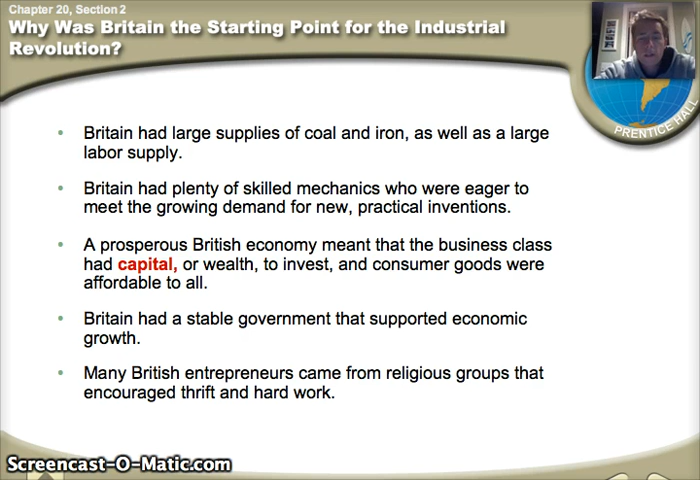 Chapter 20, Section 2
Why Was Britain the Starting Point for the Industrial
Revolution?
PRENTICE HALL
• Britain had large supplies of coal and iron, as well as a large
labor supply.
• Britain had plenty of skilled mechanics who were eager to
meet the growing demand for new, practical inventions.
• A prosperous British economy meant that the business class
had capital, or wealth, to invest, and consumer goods were
affordable to all.
• Britain had a stable government that supported economic
growth.
• Many British entrepreneurs came from religious groups that
encouraged thrift and hard work.
Screencast-O-Matic.com